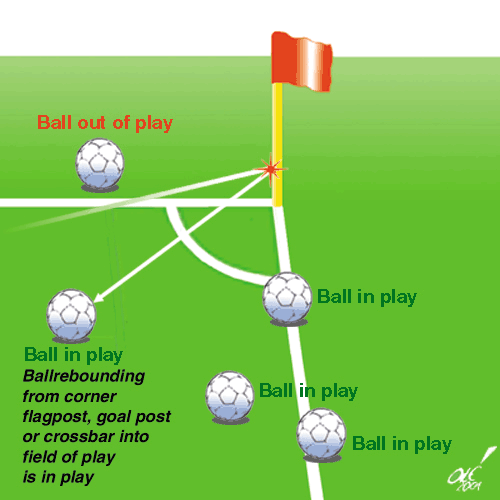 Ball out of play
Ball in play
Ball in play
Ballrebounding
from corner
flagpost, goal post
or crossbar into
field of play
is in play
Ball in play
Ball in play
2001